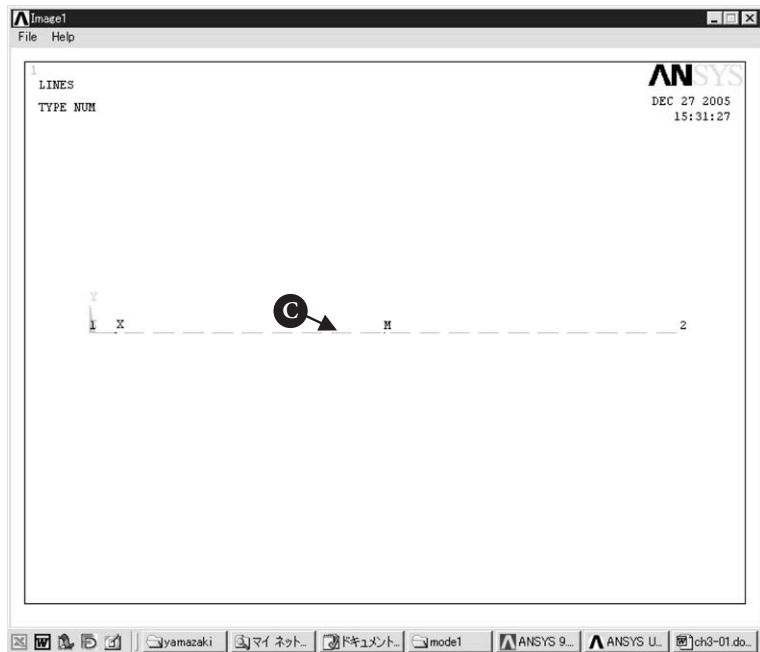 Image1
File Help
1
LINES
TYPE NUM
ANSYS
DEC 27 2005
15:31:27
Y
1 X
C
M
2
yamazaki
マイ ネット...
ドキュメント...
mode1
ANSYS 9...
ANSYS U...
ch3-01.do...